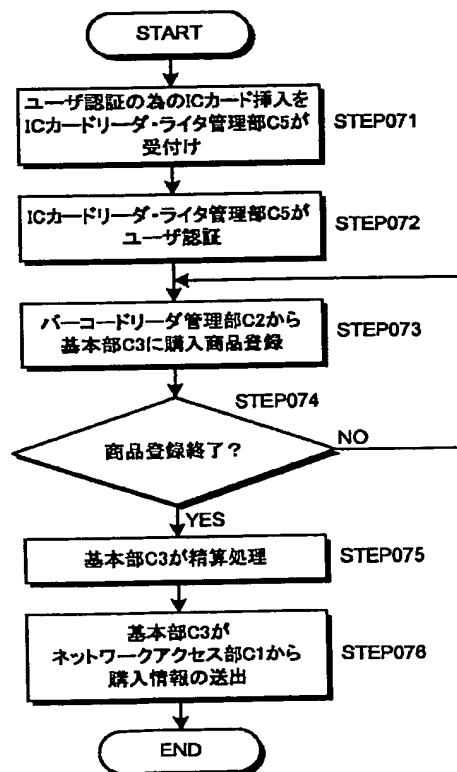 START
ユーザ認証の為のICカード挿入を
ICカードリーダ・ライタ管理部C5が
受付け
STEP071
ICカードリーダ・ライタ管理部C5が
ユーザ認証
STEP072
バーコードリーダ管理部C2から
基本部C3に購入商品登録
STEP073
STEP074
商品登録終了？
NO
YES
基本部C3が精算処理
STEP075
基本部C3が
ネットワークアクセス部C1から
購入情報の送出
STEP076
END